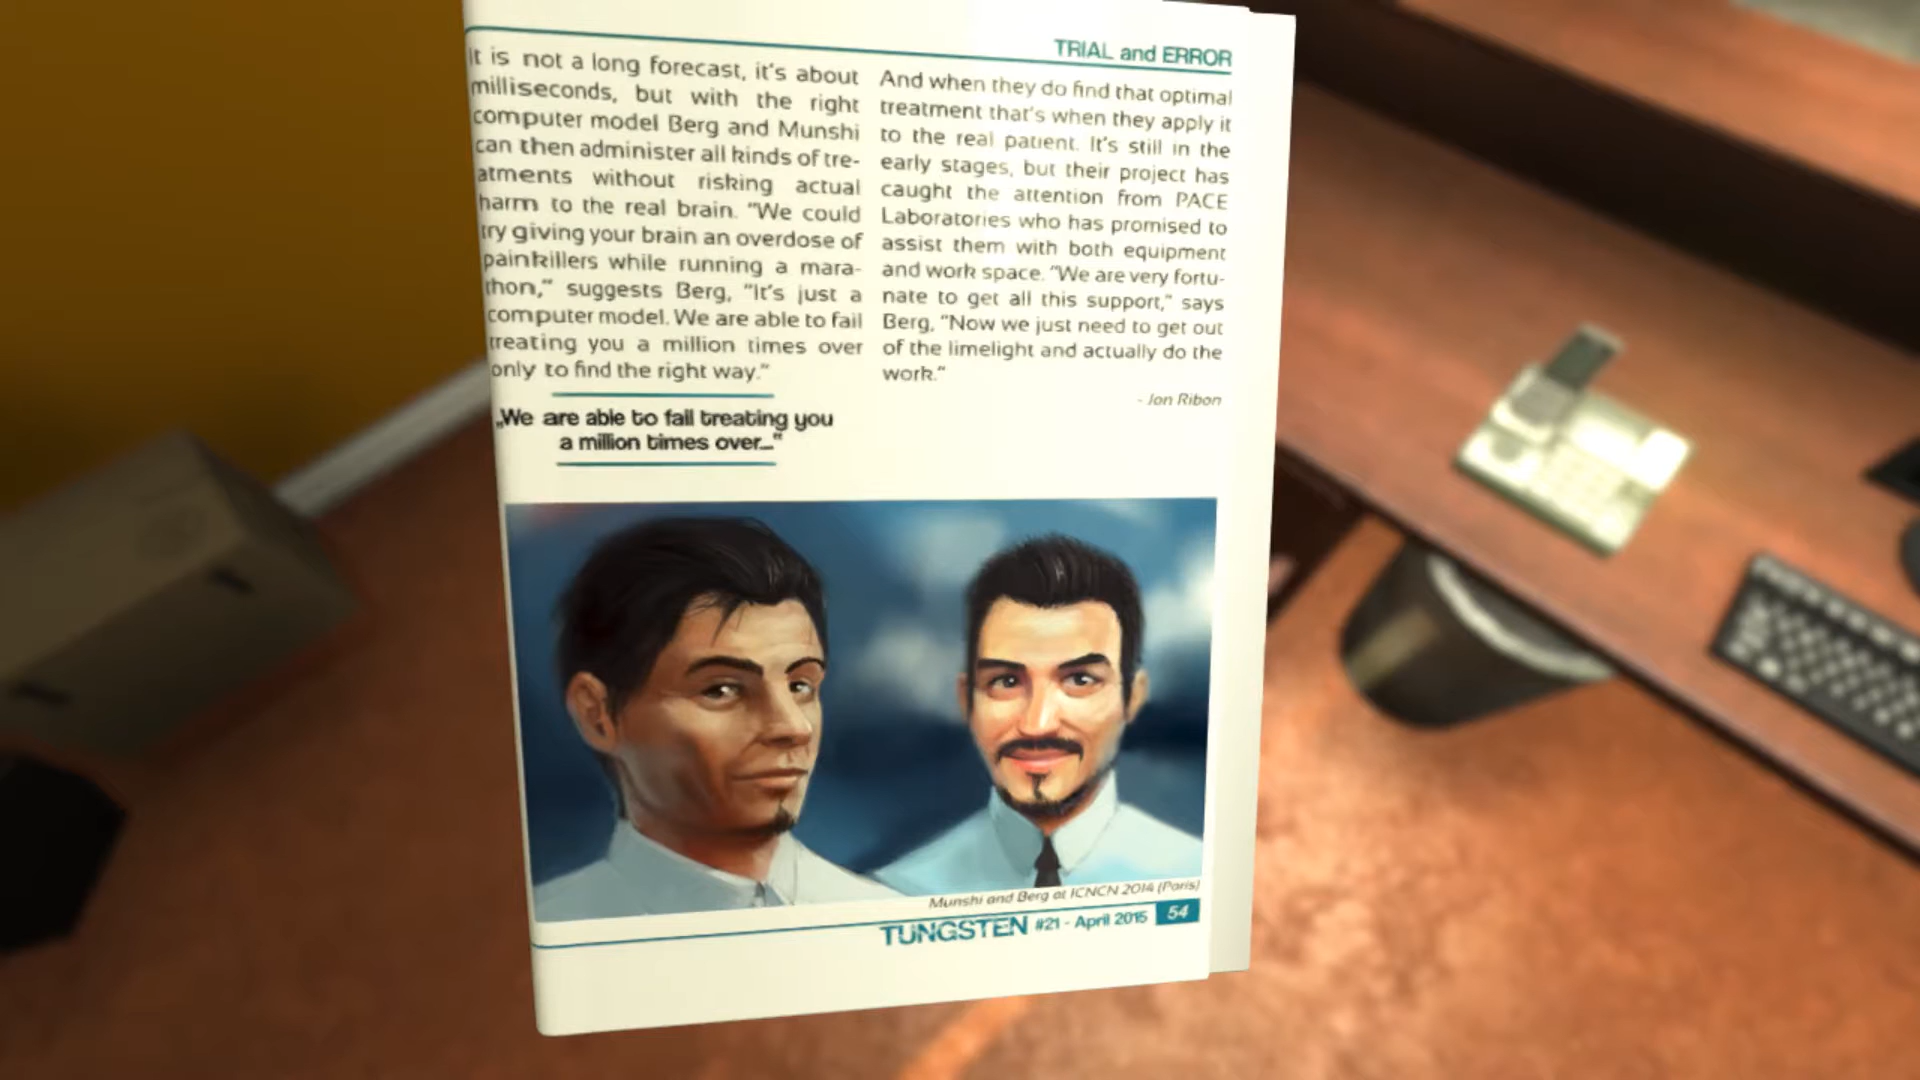 TRIAL and ERROR
It is not a long forecast, it's about
milliseconds, but with the right
computer model Berg and Munshi
can then administer all kinds of tre-
atments without risking actual
harm to the real brain. "We could
try giving your brain an overdose of
painkillers while running a mara-
thon," suggests Berg, "It's just a
computer model. We are able to fail
treating you a million times over
only to find the right way."
„We are able to fail treating you
a million times over..."
And when they do find that optimal
treatment that's when they apply it
to the real patient. It's still in the
early stages, but their project has
caught the attention from PACE
Laboratories who has promised to
assist them with both equipment
and work space. "We are very fortu-
nate to get all this support," says
Berg, "Now we just need to get out
of the limelight and actually do the
work."
- Jon Ribon
Munshi and Berg at ICNCN 2014 (Paris)
TUNGSTEN #21 - April 2015 54